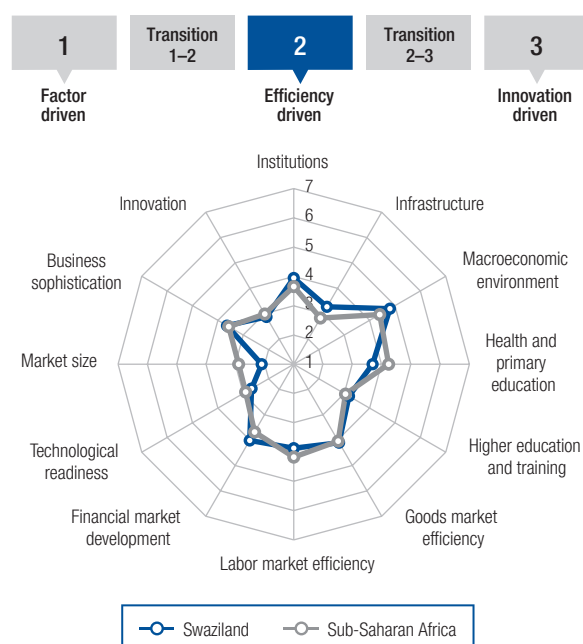 1
Transition
1–2
2
Transition
2–3
3
Factor
driven
Efficiency
driven
Innovation
driven
Institutions
7
6
5
4
3
2
1
Infrastructure
Macroeconomic
environment
Health and
primary
education
Higher education
and training
Goods market
efficiency
Labor market efficiency
Financial market
development
Technological
readiness
Market size
Business
sophistication
Innovation
Swaziland
Sub-Saharan Africa